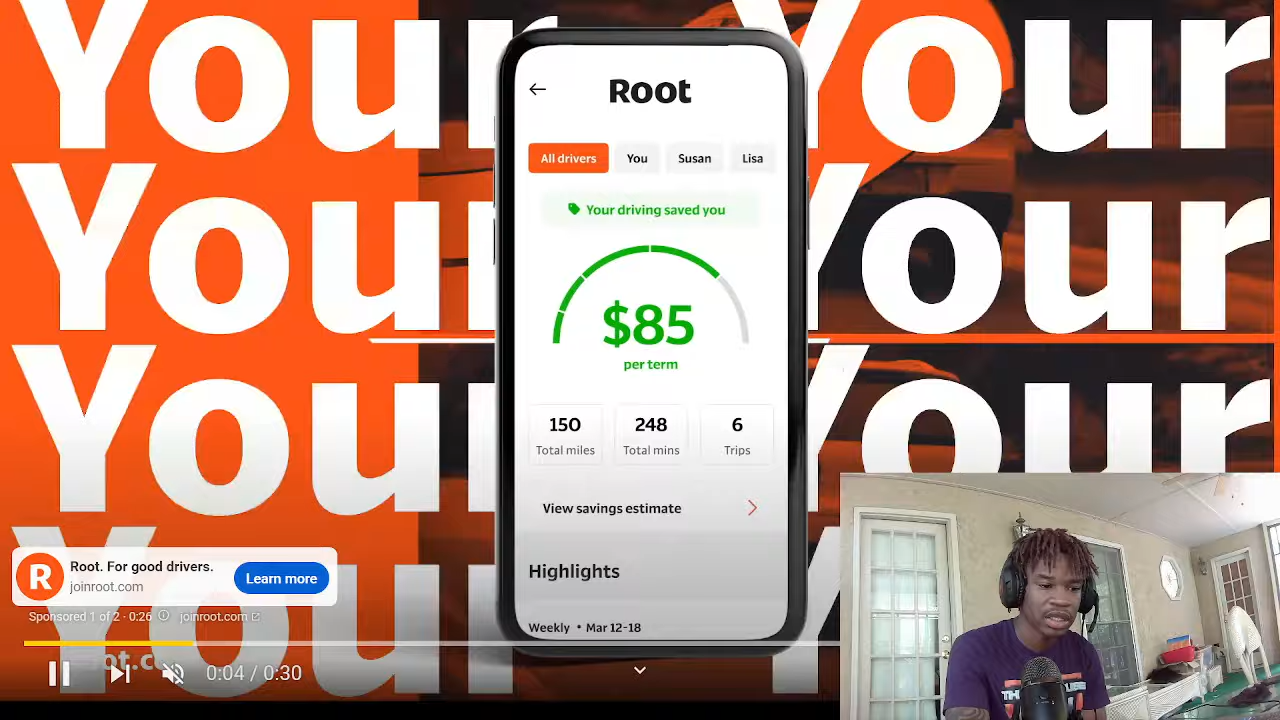 Your Your
Your Your
Your Your
Your
Root
All drivers You Susan Lisa
Your driving saved you
$85
per term
150 248 6
Total miles Total mins Trips
View savings estimate
Highlights
Weekly • Mar 12-18
R
Root. For good drivers.
joinroot.com
Learn more
Sponsored 1 of 2 · 0:26 joinroot.com
0:04 / 0:30